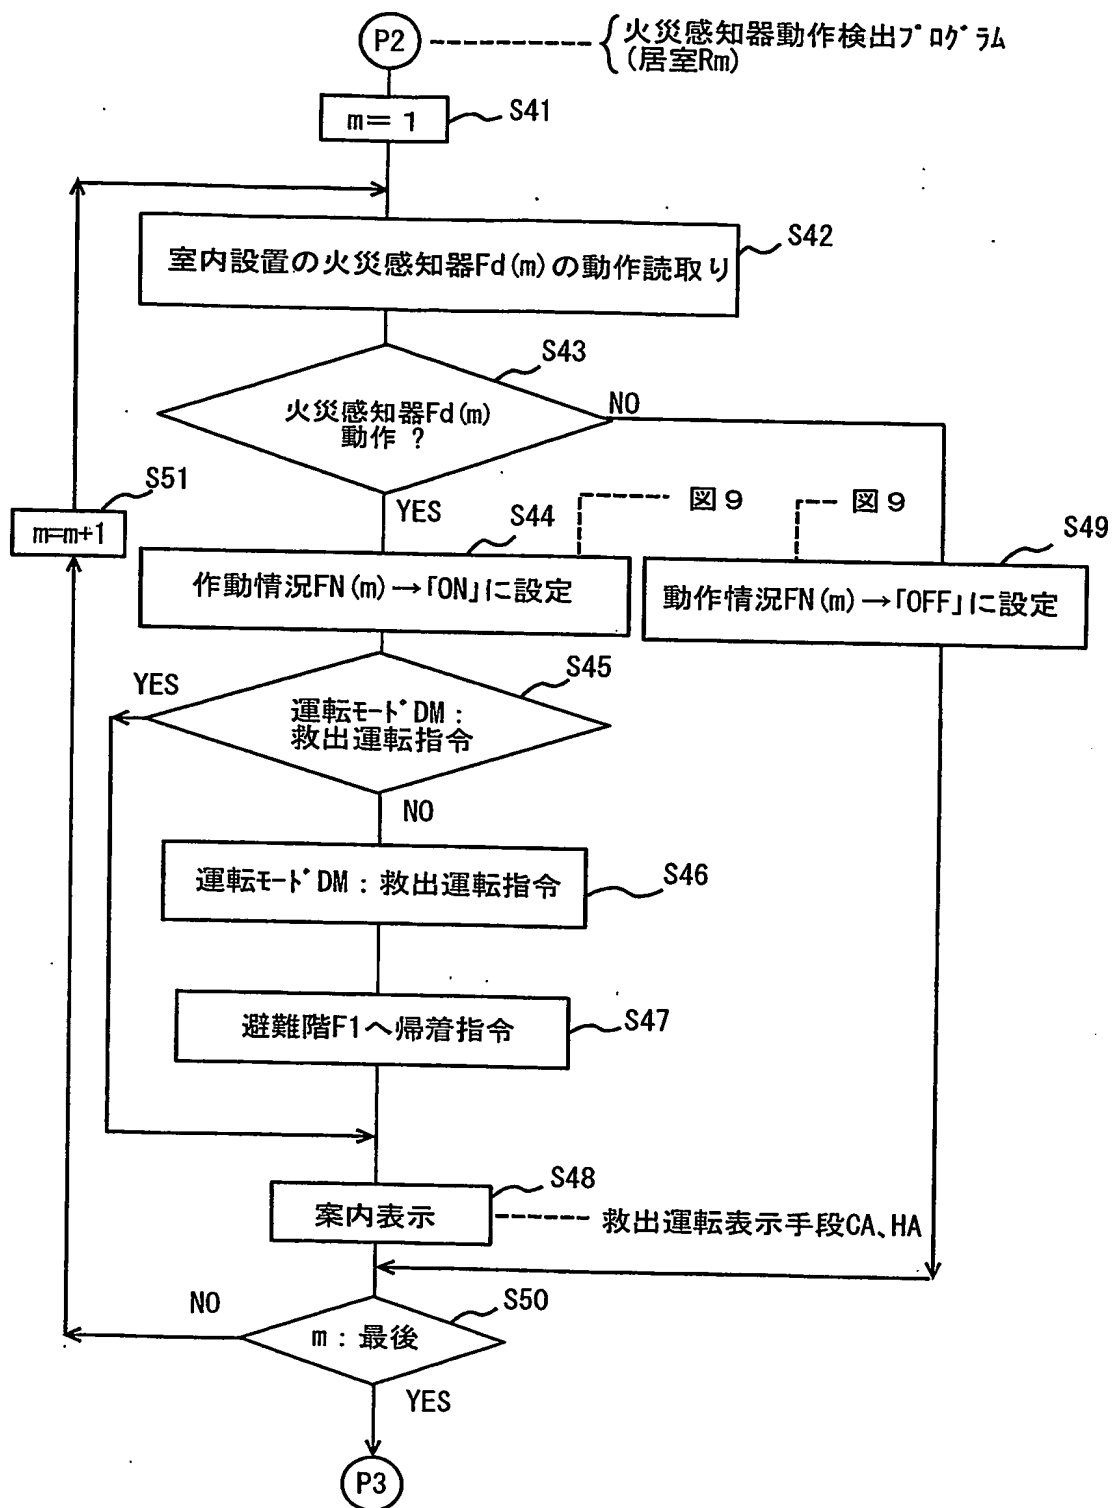 P2
火災感知器動作検出プログラム
(居室Rm)
m=1
S41
室内設置の火災感知器Fd(m)の動作読取り
S42
S43
火災感知器Fd(m)
動作？
NO
YES
S51
m=m+1
S44
図９
図９
S49
作動情況FN(m)→「ON」に設定
動作情況FN(m)→「OFF」に設定
S45
YES
運転モードDM：
救出運転指令
NO
運転モードDM：救出運転指令
S46
避難階F1へ帰着指令
S47
S48
案内表示
救出運転表示手段CA、HA
NO
S50
m：最後
YES
P3